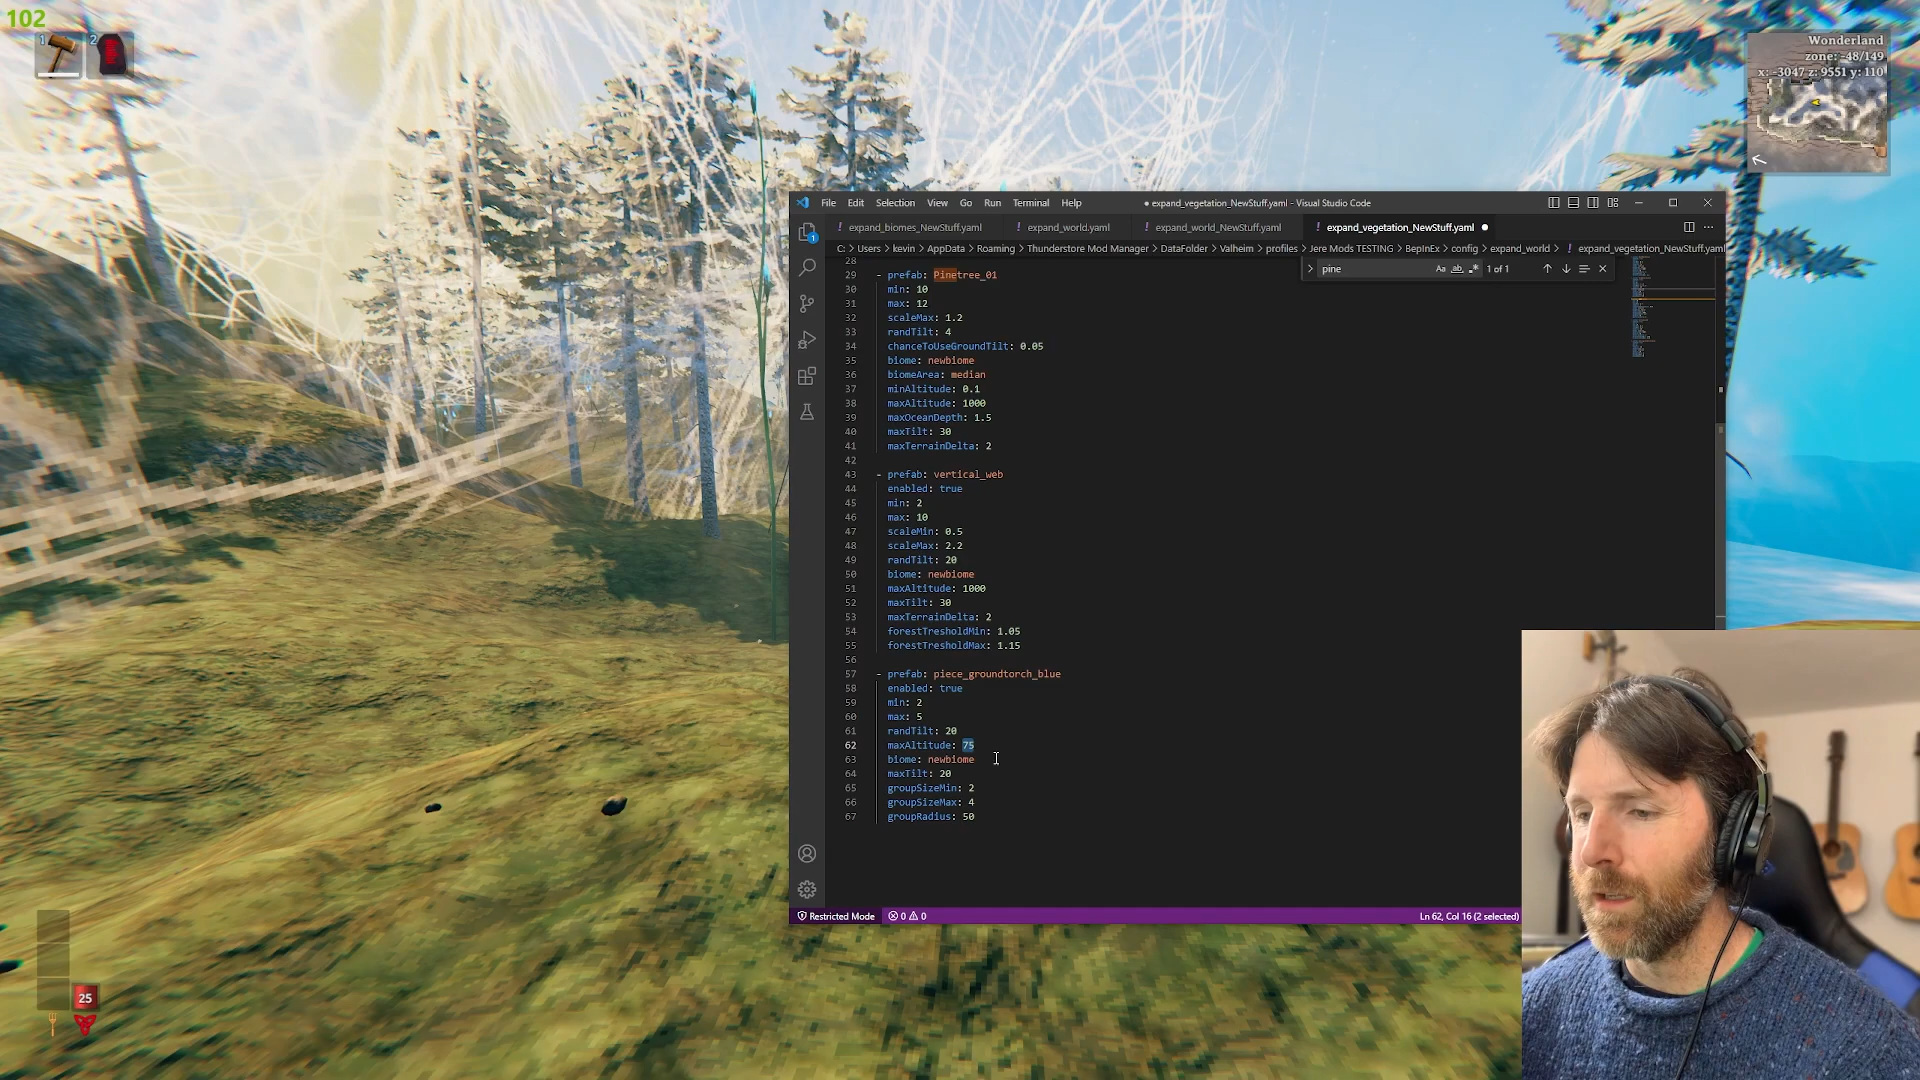 102
1
2
Wonderland
zone: -48/149
x: -3047 z: 9551 y: 110
File Edit Selection View Go Run Terminal Help
● expand_vegetation_NewStuff.yaml - Visual Studio Code
! expand_biomes_NewStuff.yaml ! expand_world.yaml ! expand_world_NewStuff.yaml ! expand_vegetation_NewStuff.yaml ●
C: > Users > kevin > AppData > Roaming > Thunderstore Mod Manager > DataFolder > Valheim > profiles > Jere Mods TESTING > BepInEx > config > expand_world > ! expand_vegetation_NewStuff.yaml
pine Aa ab .* 1 of 1
1
28
29 - prefab: Pinetree_01
30 min: 10
31 max: 12
32 scaleMax: 1.2
33 randTilt: 4
34 chanceToUseGroundTilt: 0.05
35 biome: newbiome
36 biomeArea: median
37 minAltitude: 0.1
38 maxAltitude: 1000
39 maxOceanDepth: 1.5
40 maxTilt: 30
41 maxTerrainDelta: 2
42
43 - prefab: vertical_web
44 enabled: true
45 min: 2
46 max: 10
47 scaleMin: 0.5
48 scaleMax: 2.2
49 randTilt: 20
50 biome: newbiome
51 maxAltitude: 1000
52 maxTilt: 30
53 maxTerrainDelta: 2
54 forestTresholdMin: 1.05
55 forestTresholdMax: 1.15
56
57 - prefab: piece_groundtorch_blue
58 enabled: true
59 min: 2
60 max: 5
61 randTilt: 20
62 maxAltitude: 75
63 biome: newbiome
64 maxTilt: 20
65 groupSizeMin: 2
66 groupSizeMax: 4
67 groupRadius: 50
Restricted Mode 0 0
Ln 62, Col 16 (2 selected)
25